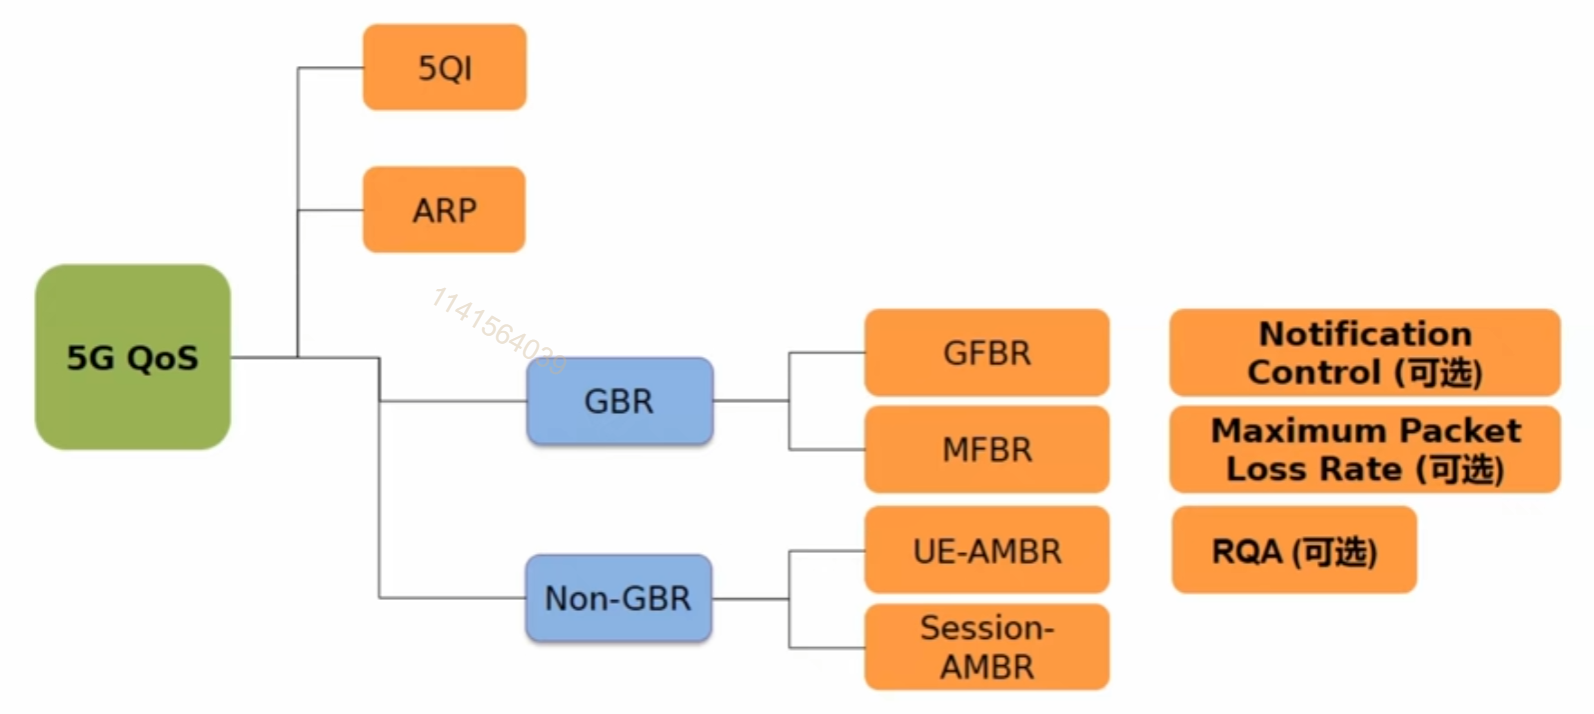 5QI
ARP
5G QoS
1141564039
GBR
GFBR
Notification
Control (可选)
MFBR
Maximum Packet
Loss Rate (可选)
Non-GBR
UE-AMBR
RQA (可选)
Session-
AMBR